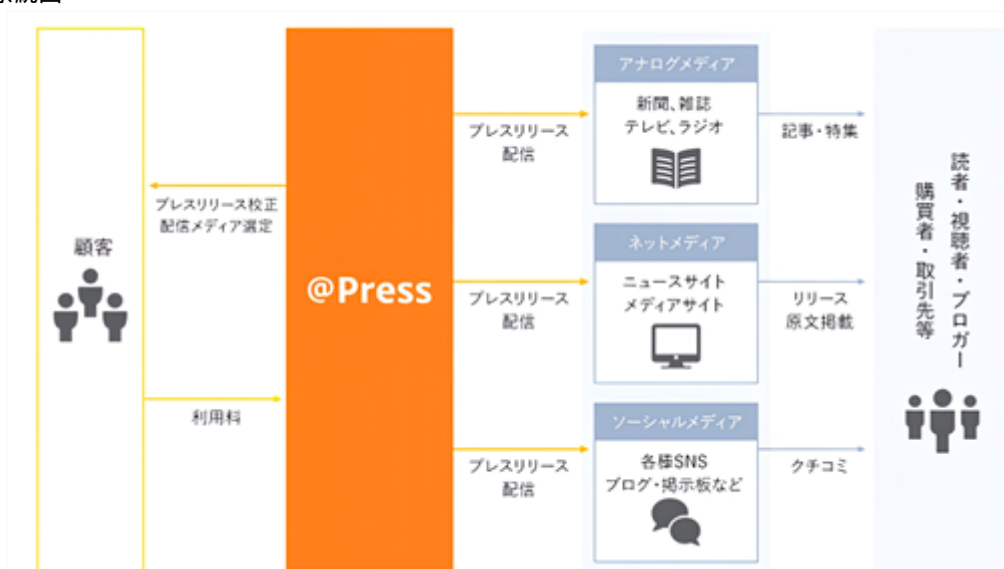 顧客
プレスリリース校正
配信メディア選定
利用料
@Press
プレスリリース
配信
アナログメディア
新聞、雑誌
テレビ、ラジオ
記事・特集
プレスリリース
配信
ネットメディア
ニュースサイト
メディアサイト
リリース
原文掲載
プレスリリース
配信
ソーシャルメディア
各種SNS
ブログ・掲示板など
クチコミ
読者・視聴者・ブロガー
購買者・取引先等